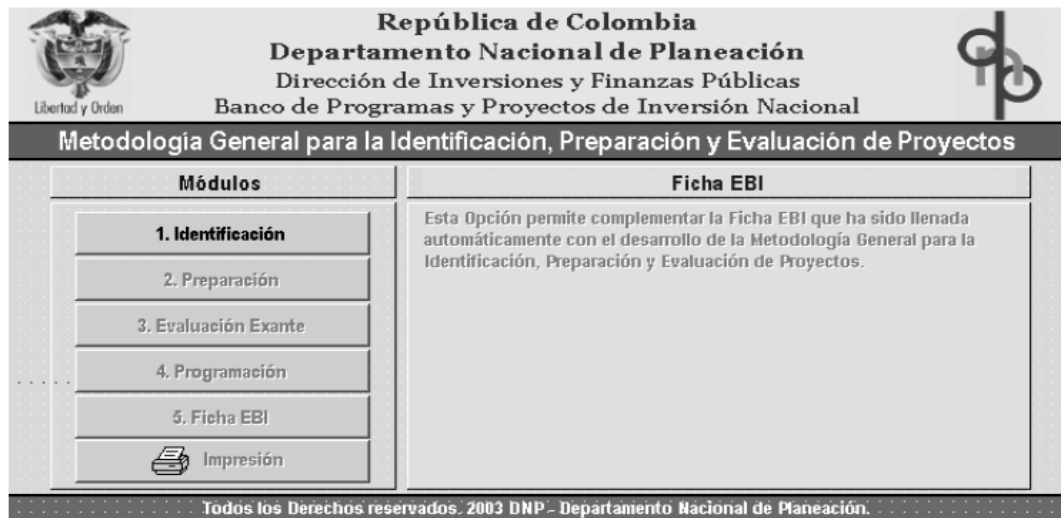 República de Colombia
Departamento Nacional de Planeación
Dirección de Inversiones y Finanzas Públicas
Banco de Programas y Proyectos de Inversión Nacional
Libertad y Orden
dnp
Metodología General para la Identificación, Preparación y Evaluación de Proyectos
Módulos
1. Identificación
2. Preparación
3. Evaluación Exante
4. Programación
5. Ficha EBI
Impresión
Ficha EBI
Esta Opción permite complementar la Ficha EBI que ha sido llenada
automáticamente con el desarrollo de la Metodología General para la
Identificación, Preparación y Evaluación de Proyectos.
Todos los Derechos reservados. 2003 DNP - Departamento Nacional de Planeación.